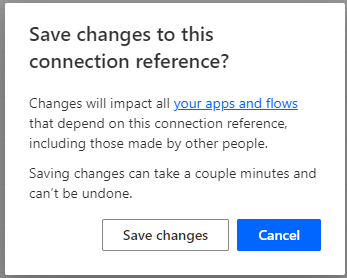 Save changes to this
connection reference?
Changes will impact all your apps and flows
that depend on this connection reference,
including those made by other people.
Saving changes can take a couple minutes and
can't be undone.
Save changes
Cancel